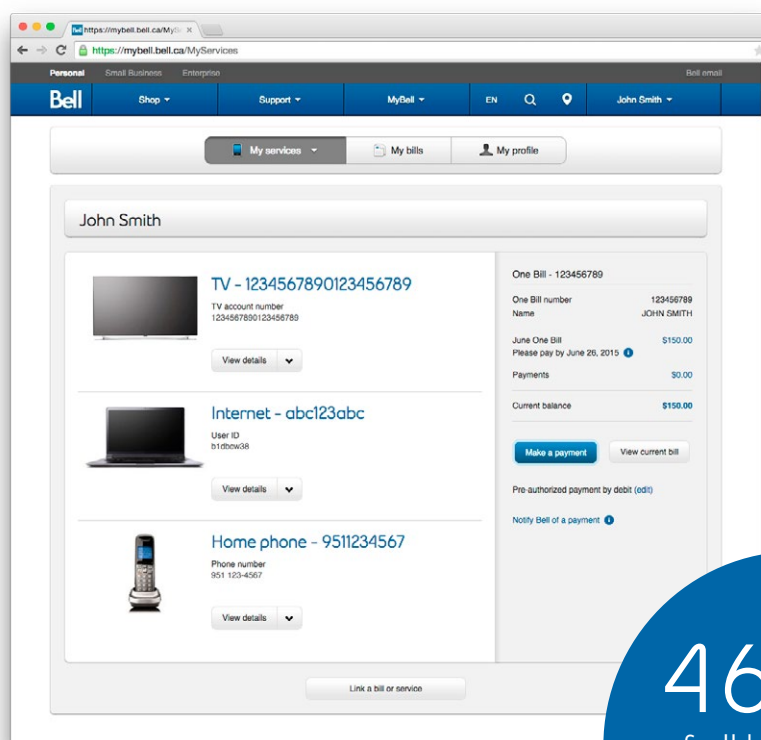 https://mybell.bell.ca/My
https://mybell.bell.ca/MyServices
Personal Small Business Enterprise Bell email
Bell Shop Support MyBell EN John Smith
My services My bills My profile
John Smith
TV - 1234567890123456789
TV account number
1234567890123456789
View details
Internet - abc123abc
User ID
b1dbcw38
View details
Home phone - 9511234567
Phone number
951 123-4567
View details
One Bill - 123456789
One Bill number 123456789
Name JOHN SMITH
June One Bill $150.00
Please pay by June 26, 2015
Payments $0.00
Current balance $150.00
Make a payment View current bill
Pre-authorized payment by debit (edit)
Notify Bell of a payment
Link a bill or service
46